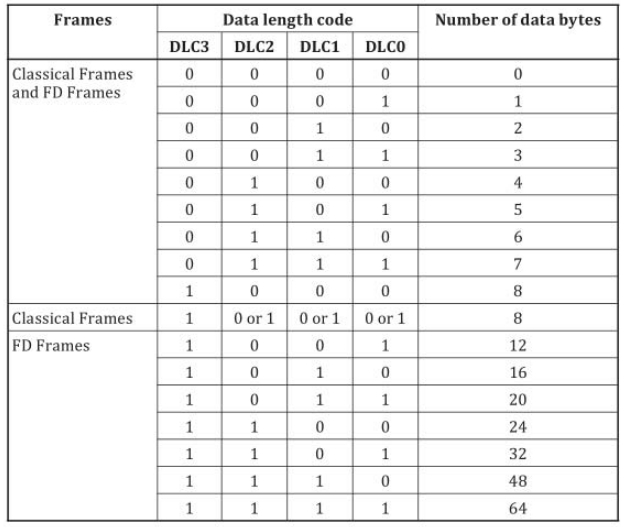 Frames Data length code Number of data bytes
DLC3 DLC2 DLC1 DLC0
Classical Frames 0 0 0 0 0
and FD Frames 0 0 0 1 1
0 0 1 0 2
0 0 1 1 3
0 1 0 0 4
0 1 0 1 5
0 1 1 0 6
0 1 1 1 7
1 0 0 0 8
Classical Frames 1 0 or 1 0 or 1 0 or 1 8
FD Frames 1 0 0 1 12
1 0 1 0 16
1 0 1 1 20
1 1 0 0 24
1 1 0 1 32
1 1 1 0 48
1 1 1 1 64